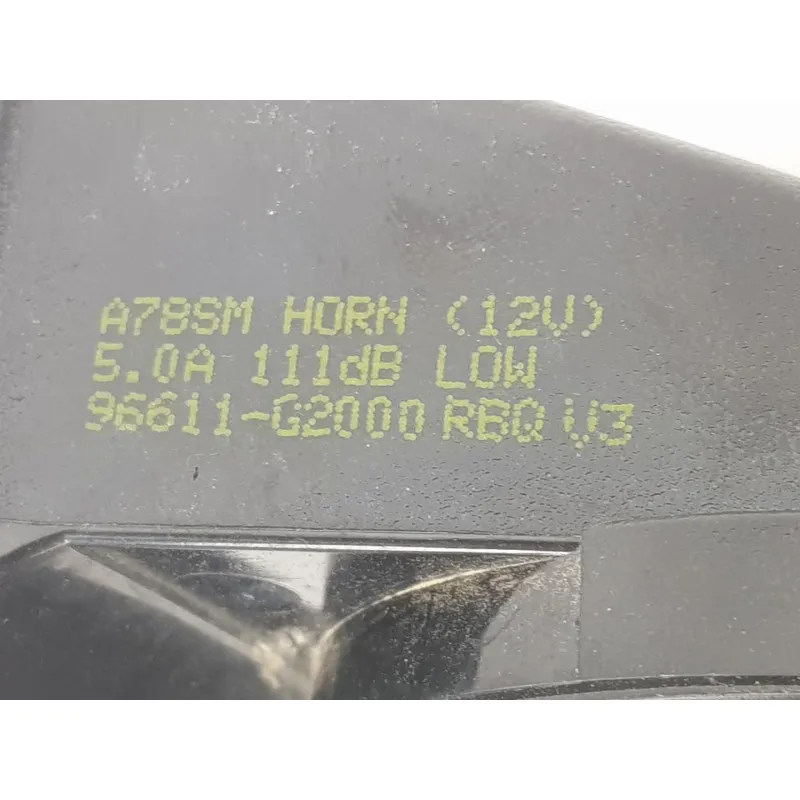 A78SM HORN (12V)
5.0A 111dB LOW
96611-G2000 RBQ V3